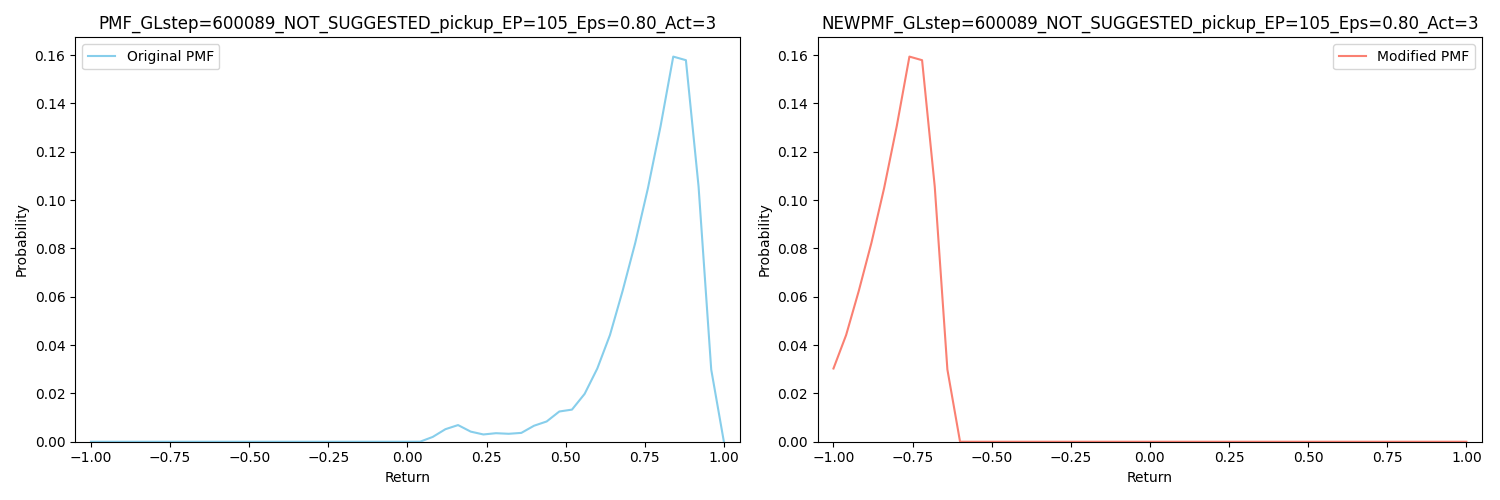 PMF_GLstep=600089_NOT_SUGGESTED_pickup_EP=105_Eps=0.80_Act=3
Original PMF
0.16
0.14
0.12
0.10
0.08
0.06
0.04
0.02
0.00
Probability
−1.00 −0.75 −0.50 −0.25 0.00 0.25 0.50 0.75 1.00
Return
NEWPMF_GLstep=600089_NOT_SUGGESTED_pickup_EP=105_Eps=0.80_Act=3
Modified PMF
0.16
0.14
0.12
0.10
0.08
0.06
0.04
0.02
0.00
Probability
−1.00 −0.75 −0.50 −0.25 0.00 0.25 0.50 0.75 1.00
Return